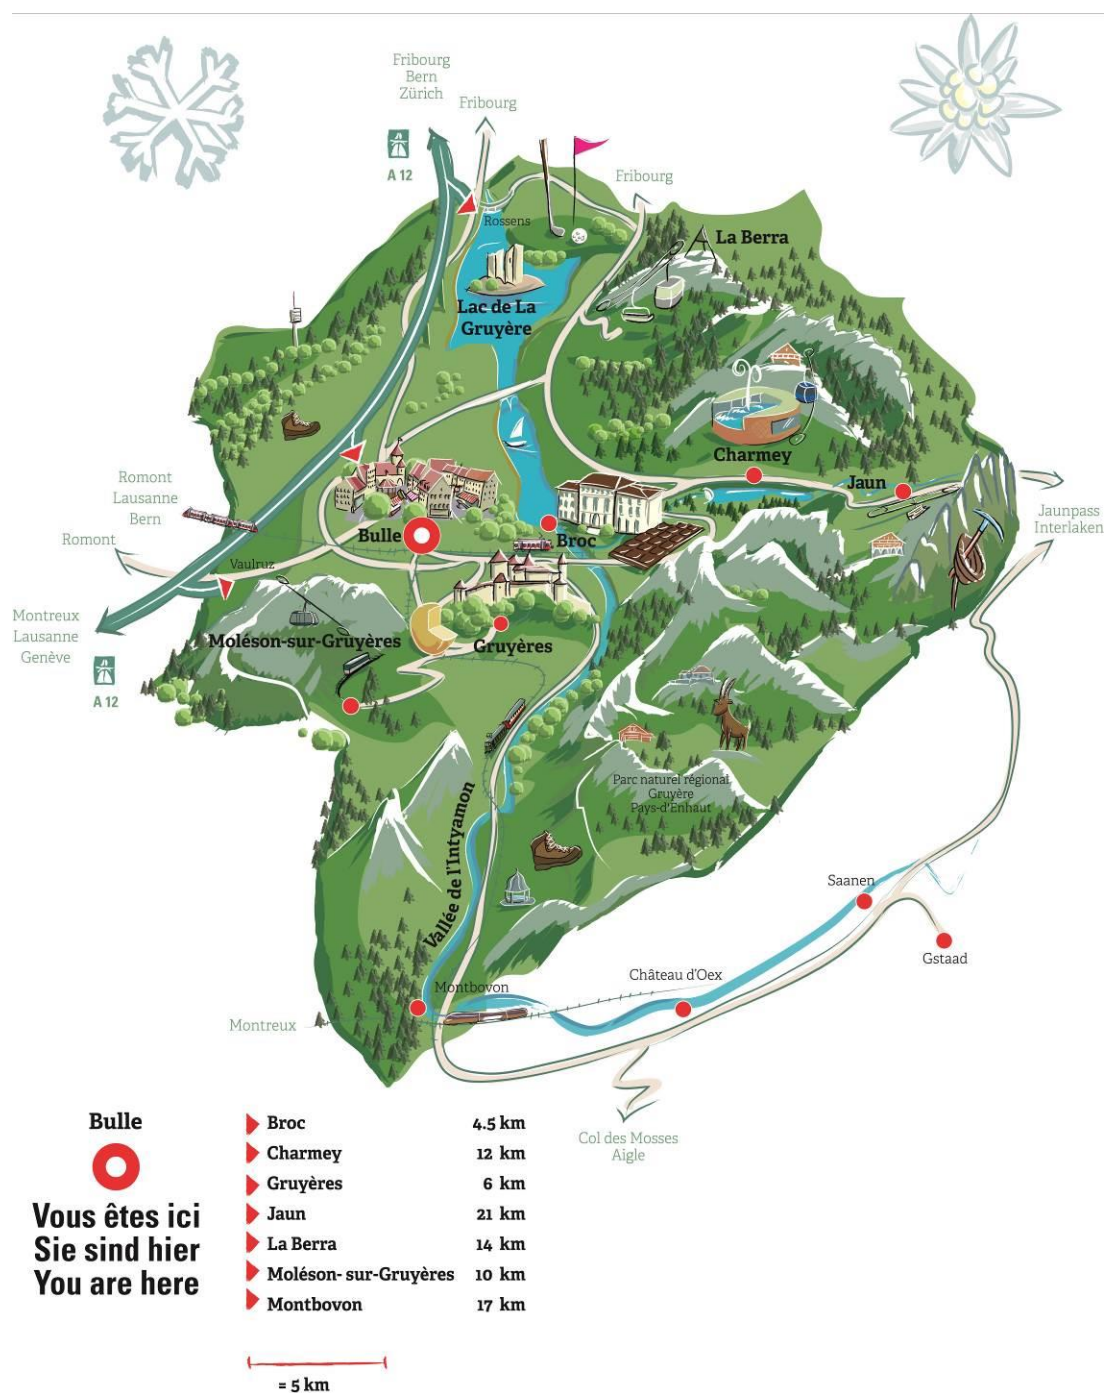 Fribourg
Bern
Zürich
Fribourg
A 12
Fribourg
Rossens
La Berra
Lac de La
Gruyère
Charmey
Jaun
Romont
Lausanne
Bern
Jaunpass
Interlaken
Bulle
Broc
Romont
Vaulruz
Montreux
Lausanne
Genève
A 12
Moléson-sur-Gruyères
Gruyères
Parc naturel régional
Gruyère
Pays-d'Enhaut
Vallée de l'Intyamon
Saanen
Gstaad
Château d'Oex
Montbovon
Montreux
Col des Mosses
Aigle
Bulle
Vous êtes ici
Sie sind hier
You are here
Broc 4.5 km
Charmey 12 km
Gruyères 6 km
Jaun 21 km
La Berra 14 km
Moléson- sur-Gruyères 10 km
Montbovon 17 km
= 5 km